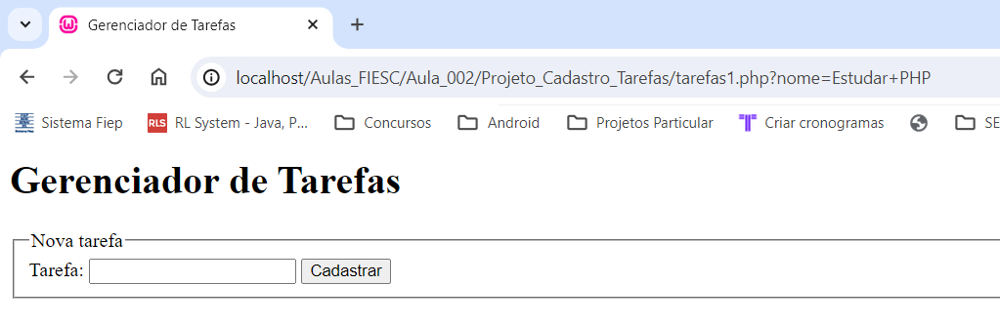 Gerenciador de Tarefas
localhost/Aulas_FIESC/Aula_002/Projeto_Cadastro_Tarefas/tarefas1.php?nome=Estudar+PHP
Sistema Fiep RLS RL System - Java, P... Concursos Android Projetos Particular Criar cronogramas SE
Gerenciador de Tarefas
Nova tarefa
Tarefa: Cadastrar